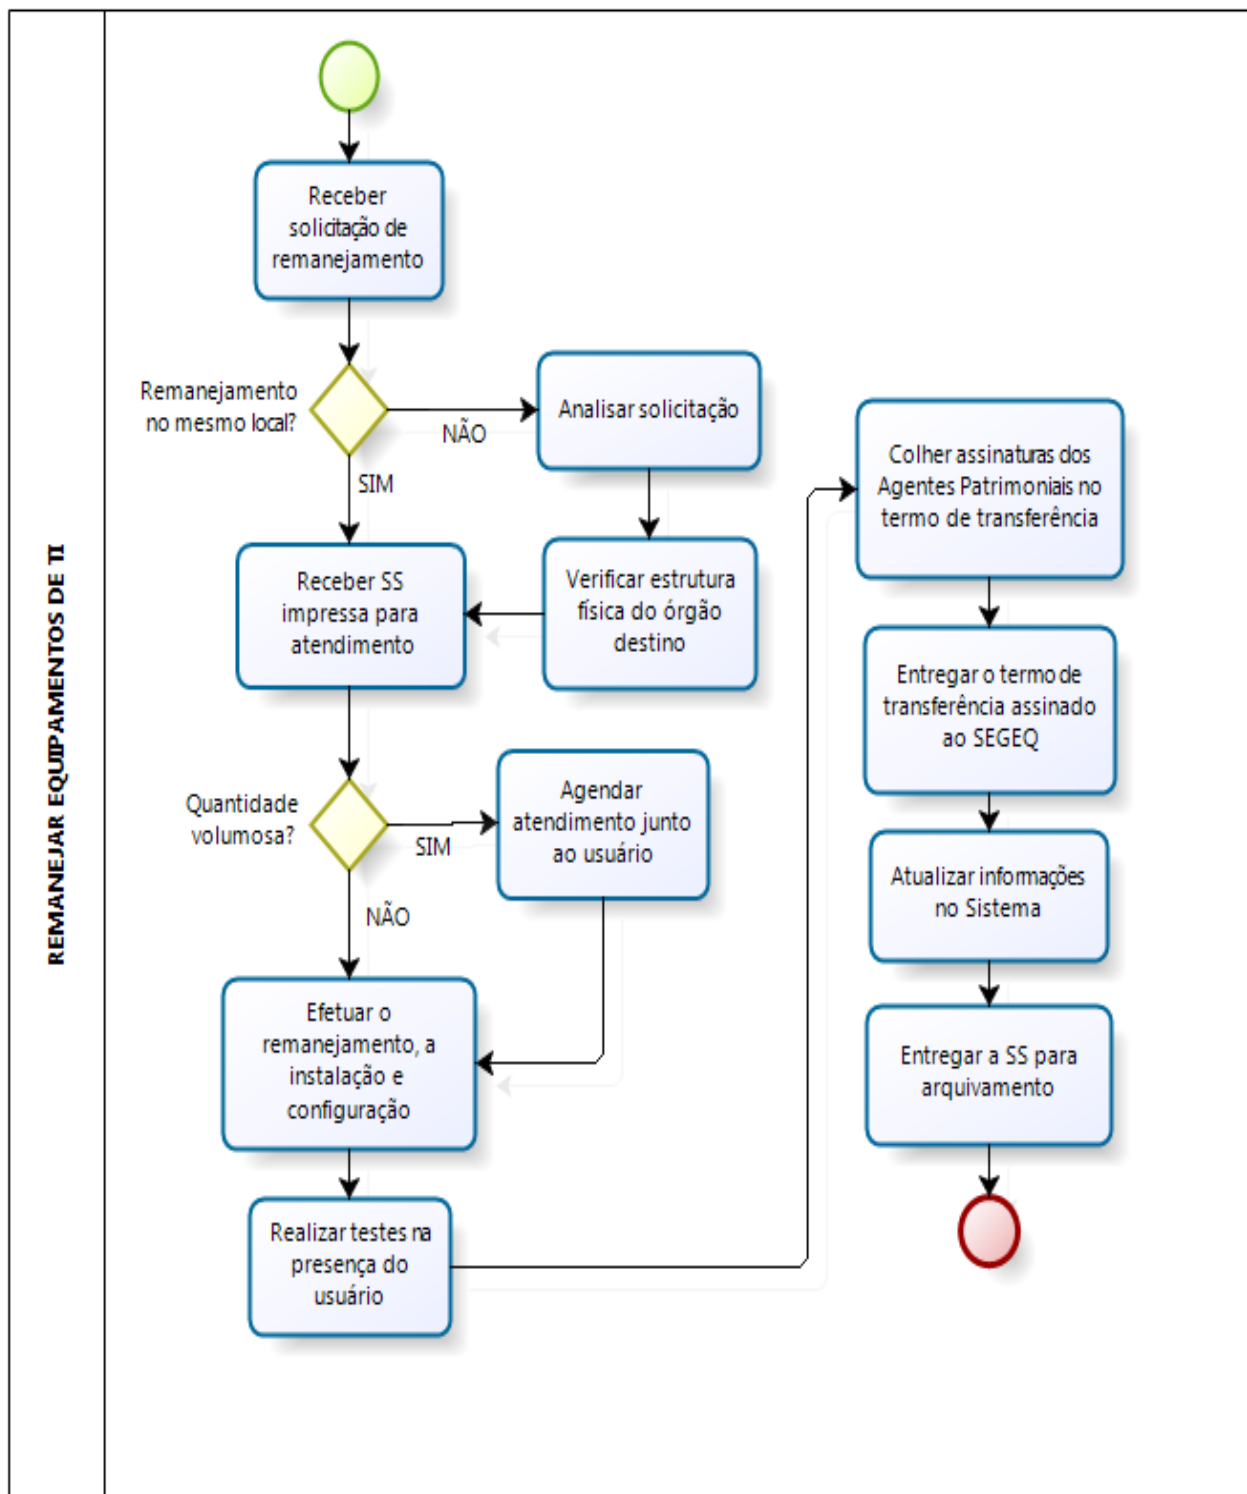 REMANEJAR EQUIPAMENTOS DE TI
Receber
solicitação de
remanejamento
Remanejamento
no mesmo local?
NÃO
SIM
Analisar solicitação
Verificar estrutura
física do órgão
destino
Receber SS
impressa para
atendimento
Quantidade
volumosa?
SIM
NÃO
Agendar
atendimento junto
ao usuário
Efetuar o
remanejamento, a
instalação e
configuração
Realizar testes na
presença do
usuário
Colher assinaturas dos
Agentes Patrimoniais no
termo de transferência
Entregar o termo de
transferência assinado
ao SEGEQ
Atualizar informações
no Sistema
Entregar a SS para
arquivamento